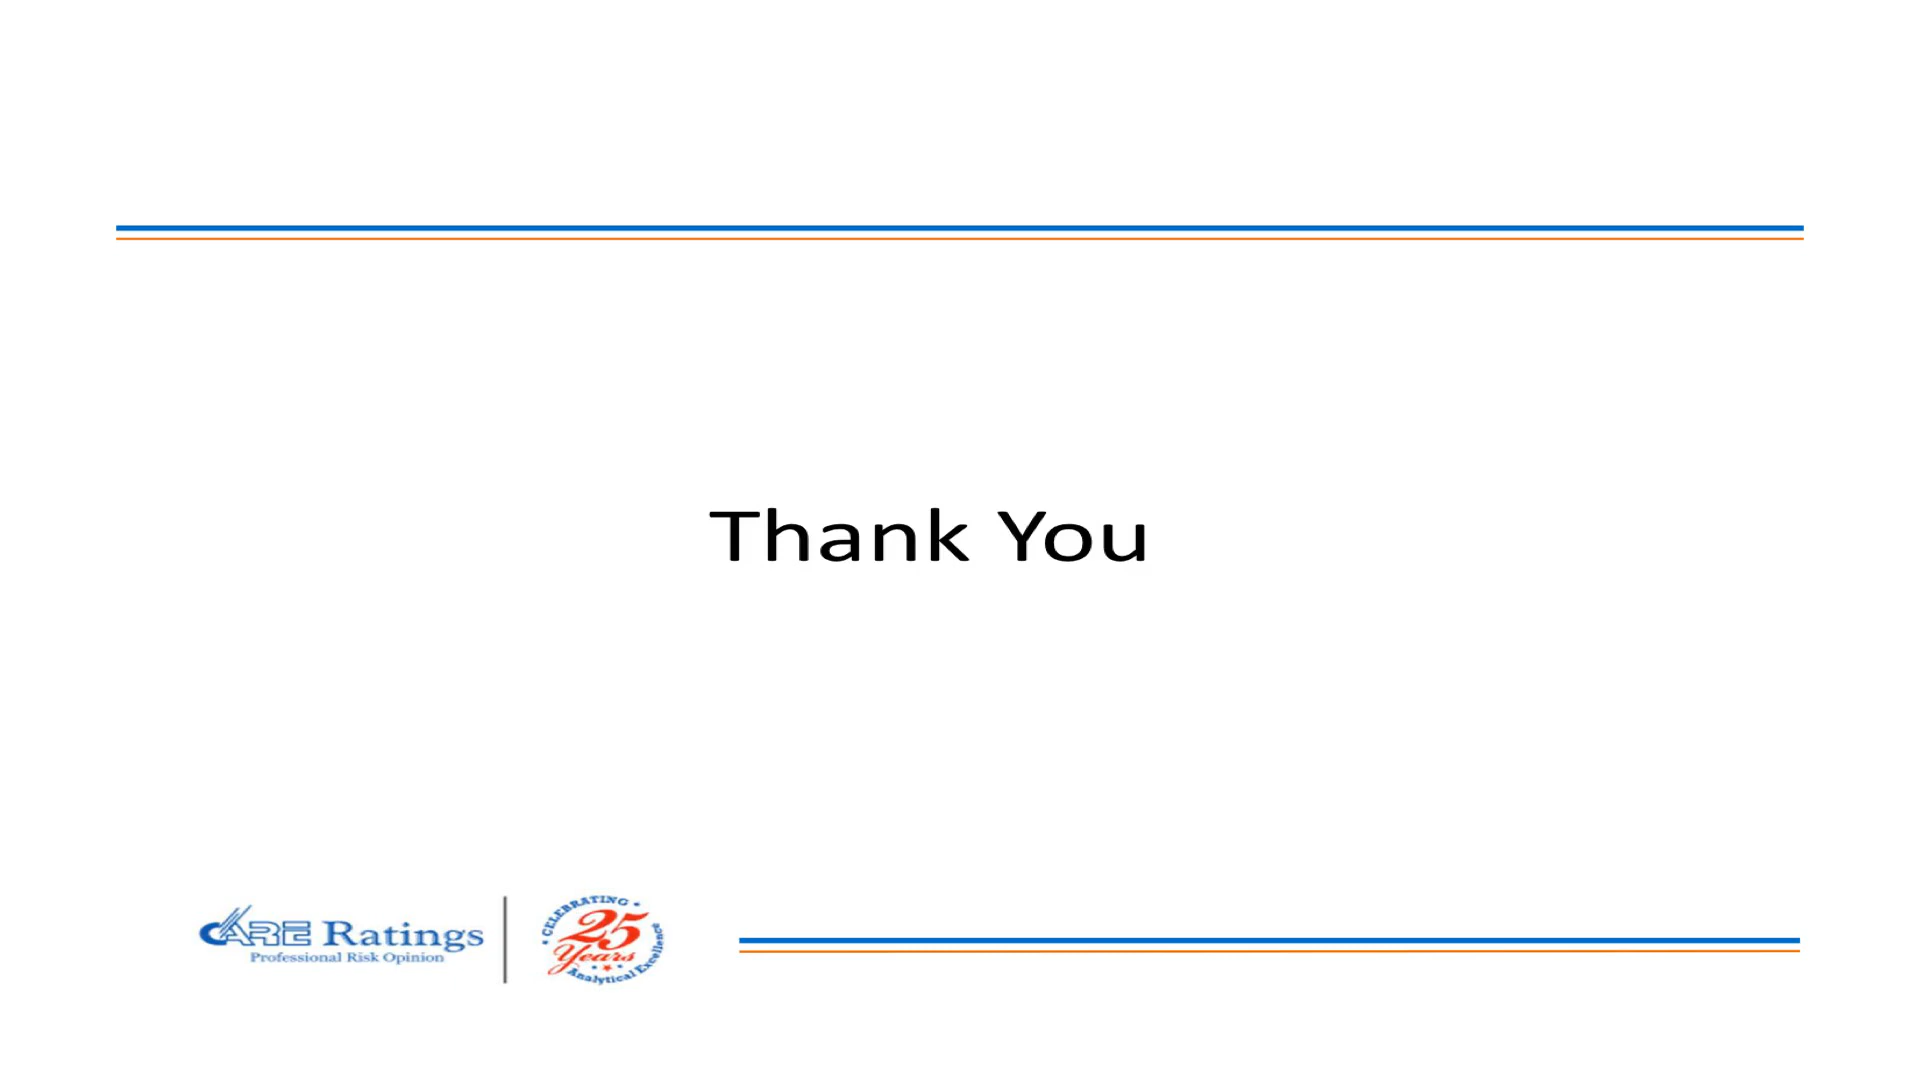 Thank You
CARE Ratings
Professional Risk Opinion
CELEBRATING
25
Years
Analytical Excellence